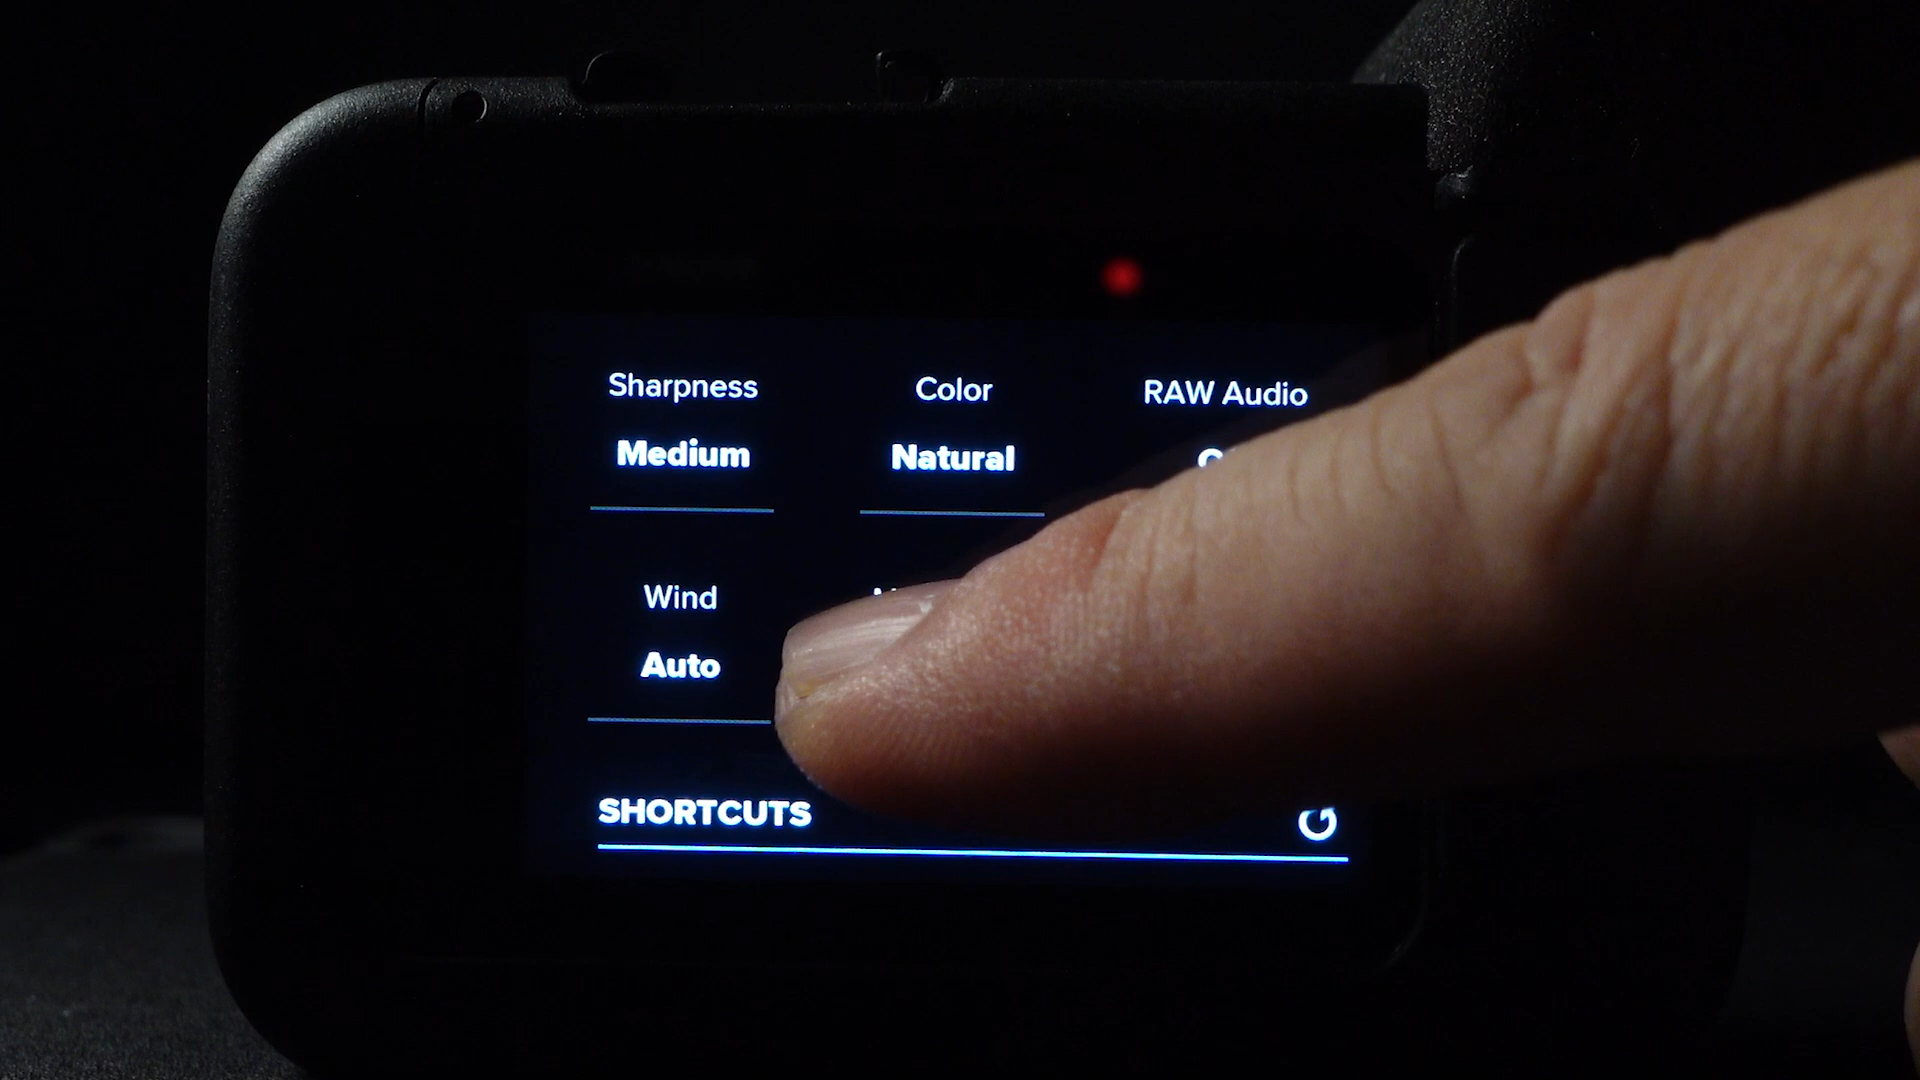 Sharpness
Color
RAW Audio
Medium
Natural
Wind
Auto
SHORTCUTS